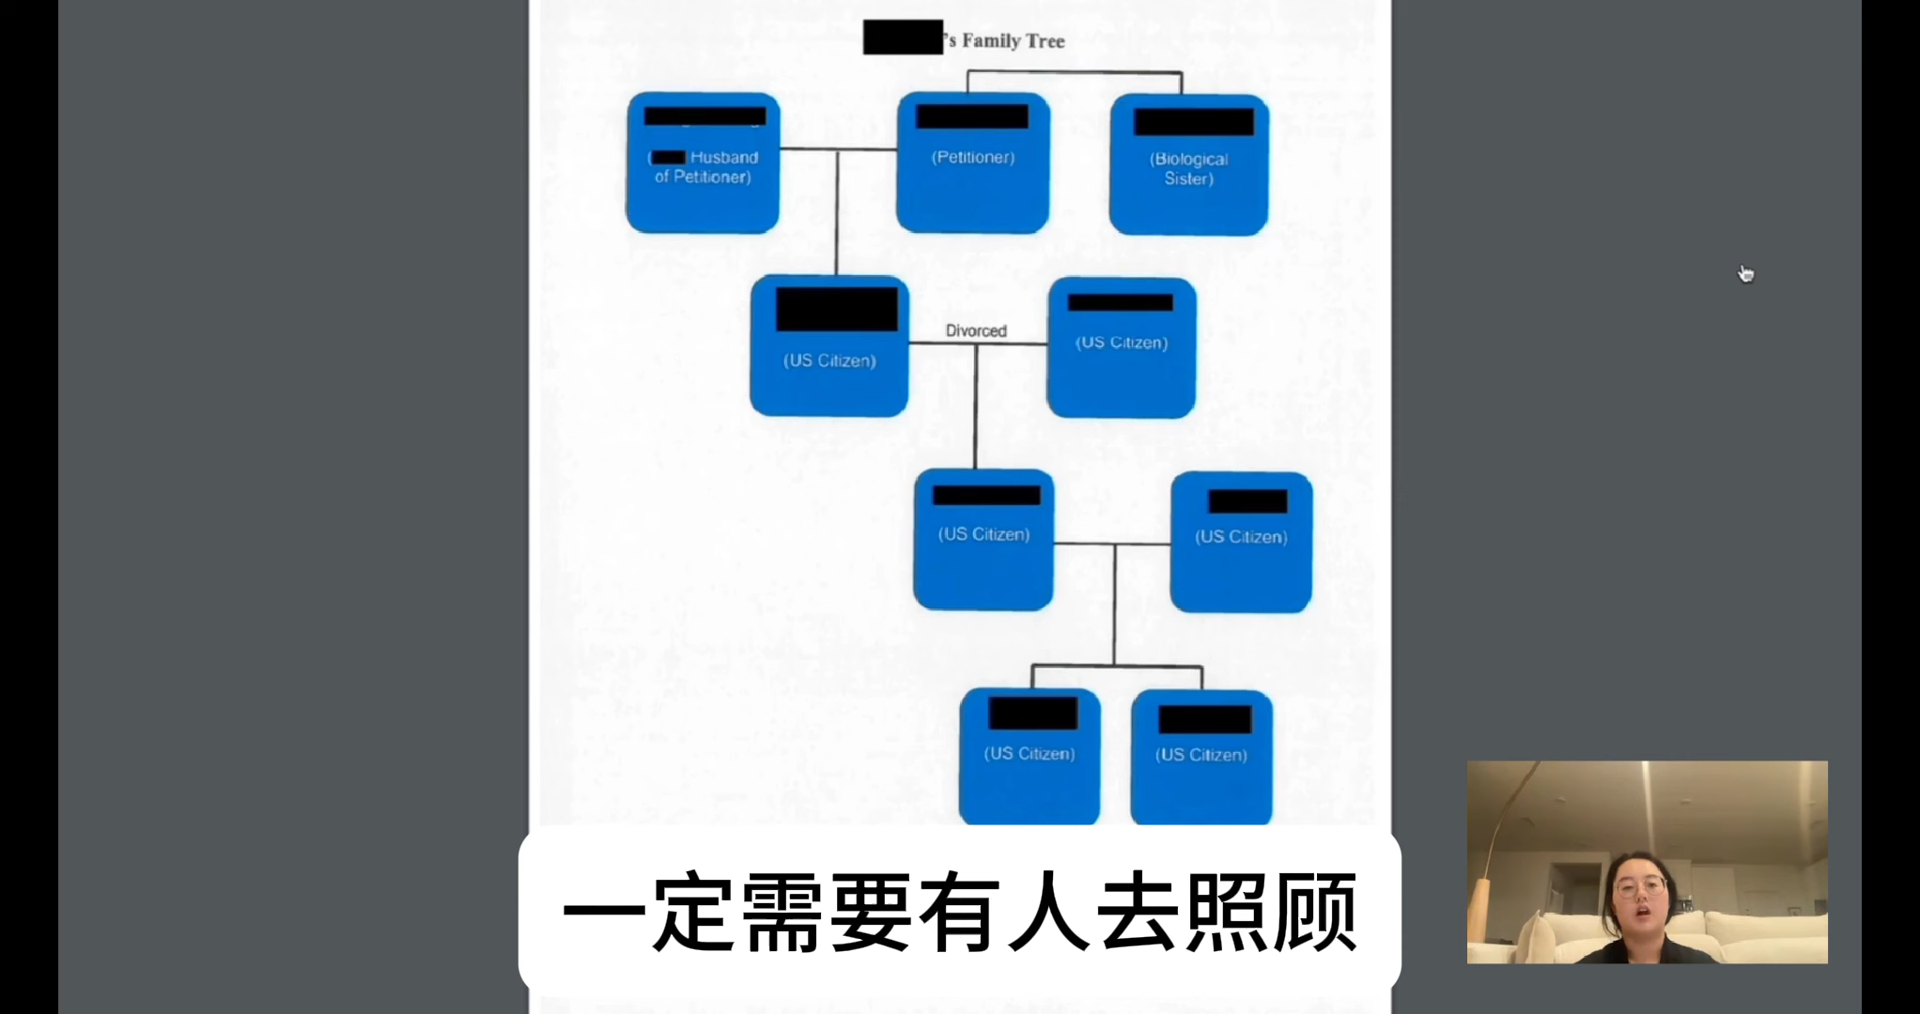 's Family Tree
( Husband
of Petitioner)
(Petitioner)
(Biological
Sister)
(US Citizen)
Divorced
(US Citizen)
(US Citizen)
(US Citizen)
(US Citizen)
(US Citizen)
一定需要有人去照顾